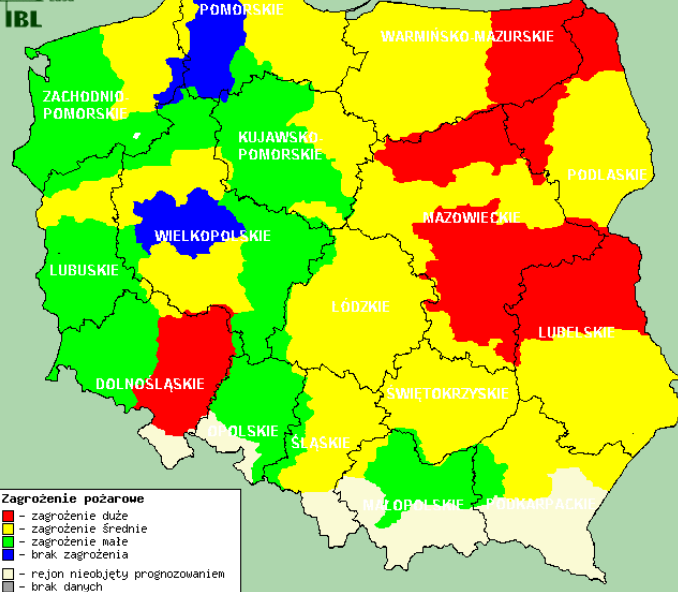 IBL
POMORSKIE
WARMIŃSKO-MAZURSKIE
ZACHODNIO-
POMORSKIE
KUJAWSKO-
POMORSKIE
PODLASKIE
MAZOWIECKIE
WIELKOPOLSKIE
LUBUSKIE
ŁÓDZKIE
LUBELSKIE
DOLNOŚLĄSKIE
ŚWIĘTOKRZYSKIE
OPOLSKIE
ŚLĄSKIE
MAŁOPOLSKIE
PODKARPACKIE
Zagrożenie pożarowe
- zagrożenie duże
- zagrożenie średnie
- zagrożenie małe
- brak zagrożenia
- rejon nieobjęty prognozowaniem
- brak danych